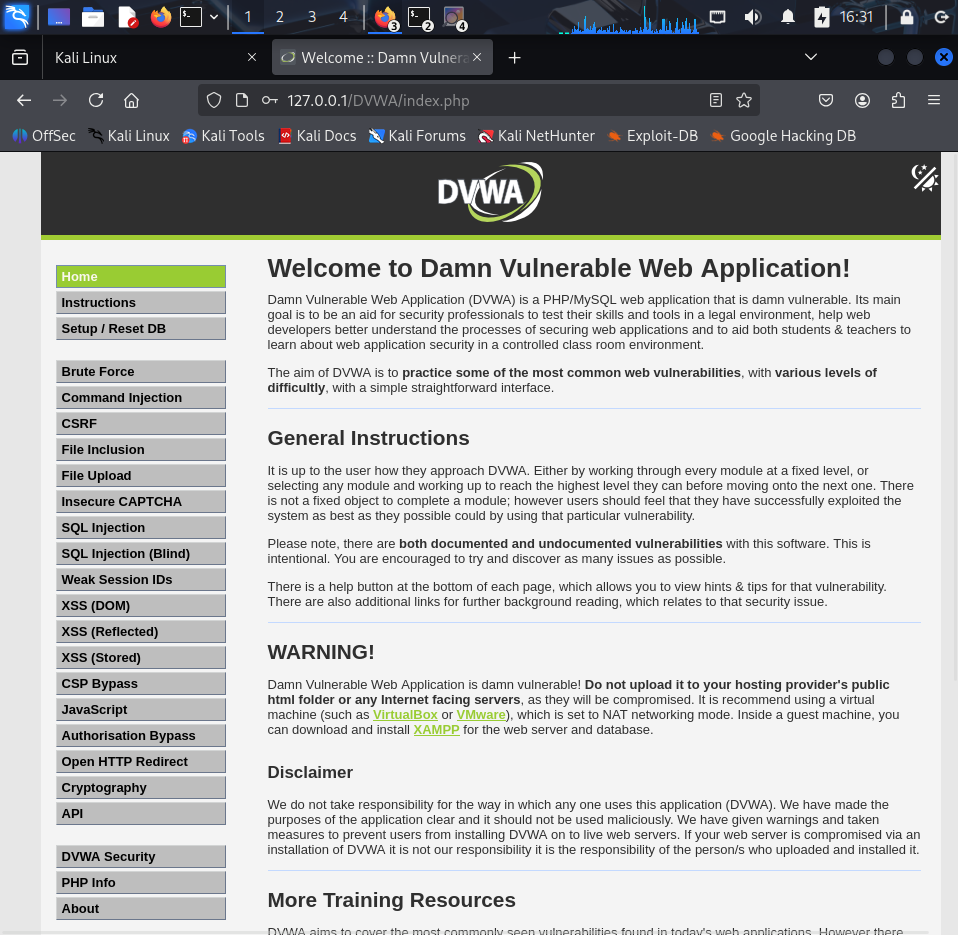 1 2 3 4 3 2 4 16:31
Kali Linux Welcome :: Damn Vulnera
127.0.0.1/DVWA/index.php
OffSec Kali Linux Kali Tools Kali Docs Kali Forums Kali NetHunter Exploit-DB Google Hacking DB
DVWA
Home
Instructions
Setup / Reset DB
Brute Force
Command Injection
CSRF
File Inclusion
File Upload
Insecure CAPTCHA
SQL Injection
SQL Injection (Blind)
Weak Session IDs
XSS (DOM)
XSS (Reflected)
XSS (Stored)
CSP Bypass
JavaScript
Authorisation Bypass
Open HTTP Redirect
Cryptography
API
DVWA Security
PHP Info
About
Welcome to Damn Vulnerable Web Application!
Damn Vulnerable Web Application (DVWA) is a PHP/MySQL web application that is damn vulnerable. Its main
goal is to be an aid for security professionals to test their skills and tools in a legal environment, help web
developers better understand the processes of securing web applications and to aid both students & teachers to
learn about web application security in a controlled class room environment.
The aim of DVWA is to practice some of the most common web vulnerabilities, with various levels of
difficultly, with a simple straightforward interface.
General Instructions
It is up to the user how they approach DVWA. Either by working through every module at a fixed level, or
selecting any module and working up to reach the highest level they can before moving onto the next one. There
is not a fixed object to complete a module; however users should feel that they have successfully exploited the
system as best as they possible could by using that particular vulnerability.
Please note, there are both documented and undocumented vulnerabilities with this software. This is
intentional. You are encouraged to try and discover as many issues as possible.
There is a help button at the bottom of each page, which allows you to view hints & tips for that vulnerability.
There are also additional links for further background reading, which relates to that security issue.
WARNING!
Damn Vulnerable Web Application is damn vulnerable! Do not upload it to your hosting provider's public
html folder or any Internet facing servers, as they will be compromised. It is recommend using a virtual
machine (such as VirtualBox or VMware), which is set to NAT networking mode. Inside a guest machine, you
can download and install XAMPP for the web server and database.
Disclaimer
We do not take responsibility for the way in which any one uses this application (DVWA). We have made the
purposes of the application clear and it should not be used maliciously. We have given warnings and taken
measures to prevent users from installing DVWA on to live web servers. If your web server is compromised via an
installation of DVWA it is not our responsibility it is the responsibility of the person/s who uploaded and installed it.
More Training Resources
DVWA aims to cover the most commonly seen vulnerabilities found in today's web applications. However there